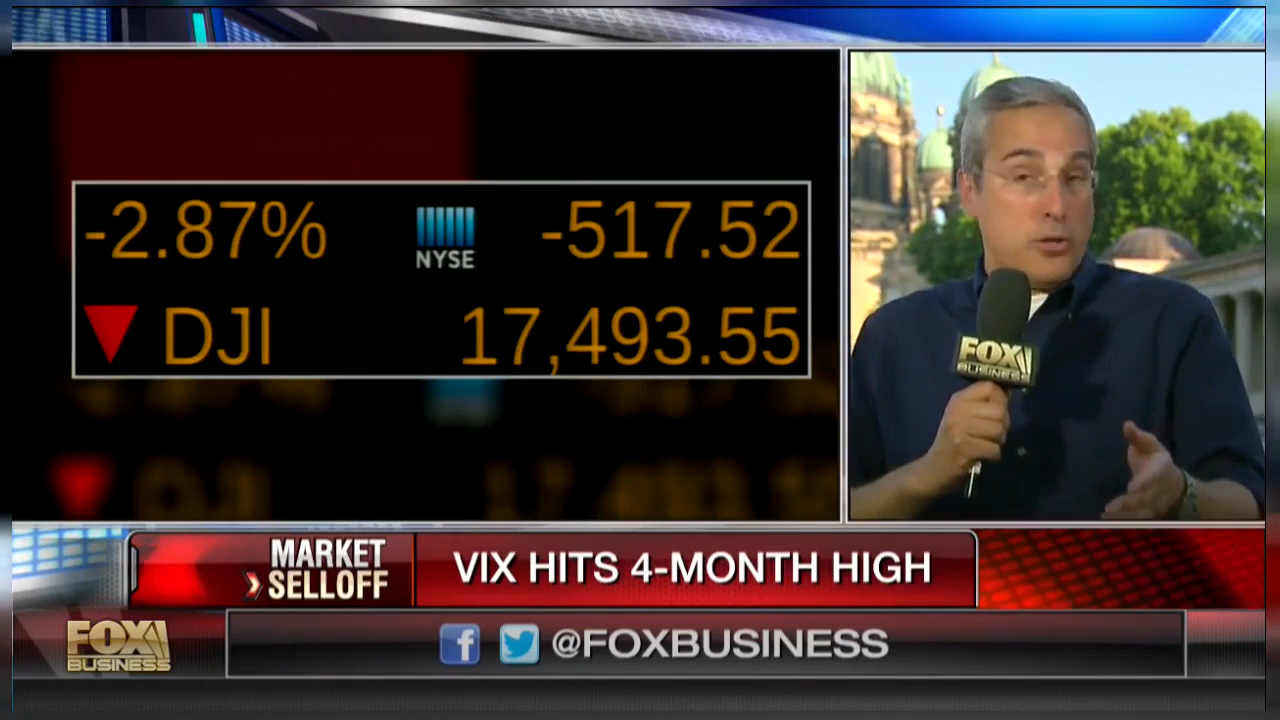 -2.87%
NYSE
-517.52
DJI
17,493.55
FOX
BUSINESS
MARKET
SELLOFF
VIX HITS 4-MONTH HIGH
FOX
BUSINESS
@FOXBUSINESS